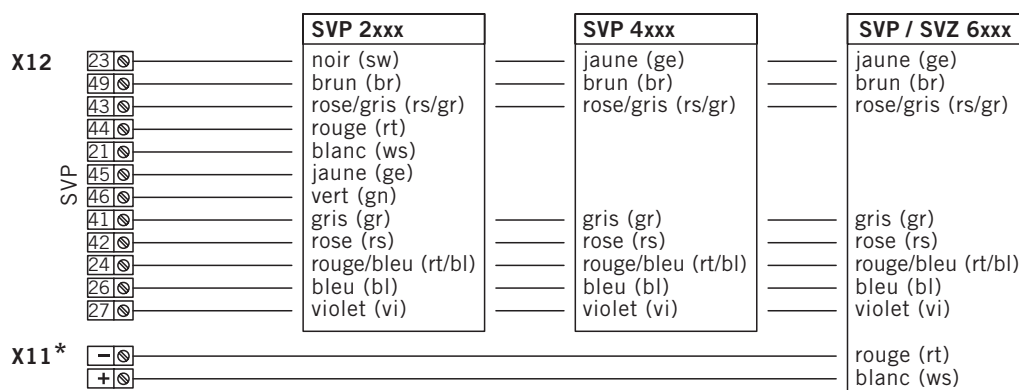 SVP 2xxx SVP 4xxx SVP / SVZ 6xxx
X12 23 noir (sw) jaune (ge) jaune (ge)
49 brun (br) brun (br) brun (br)
43 rose/gris (rs/gr) rose/gris (rs/gr) rose/gris (rs/gr)
44 rouge (rt)
21 blanc (ws)
SVP
45 jaune (ge)
46 vert (gn)
41 gris (gr) gris (gr) gris (gr)
42 rose (rs) rose (rs) rose (rs)
24 rouge/bleu (rt/bl) rouge/bleu (rt/bl) rouge/bleu (rt/bl)
26 bleu (bl) bleu (bl) bleu (bl)
27 violet (vi) violet (vi) violet (vi)
X11* − rouge (rt)
+ blanc (ws)